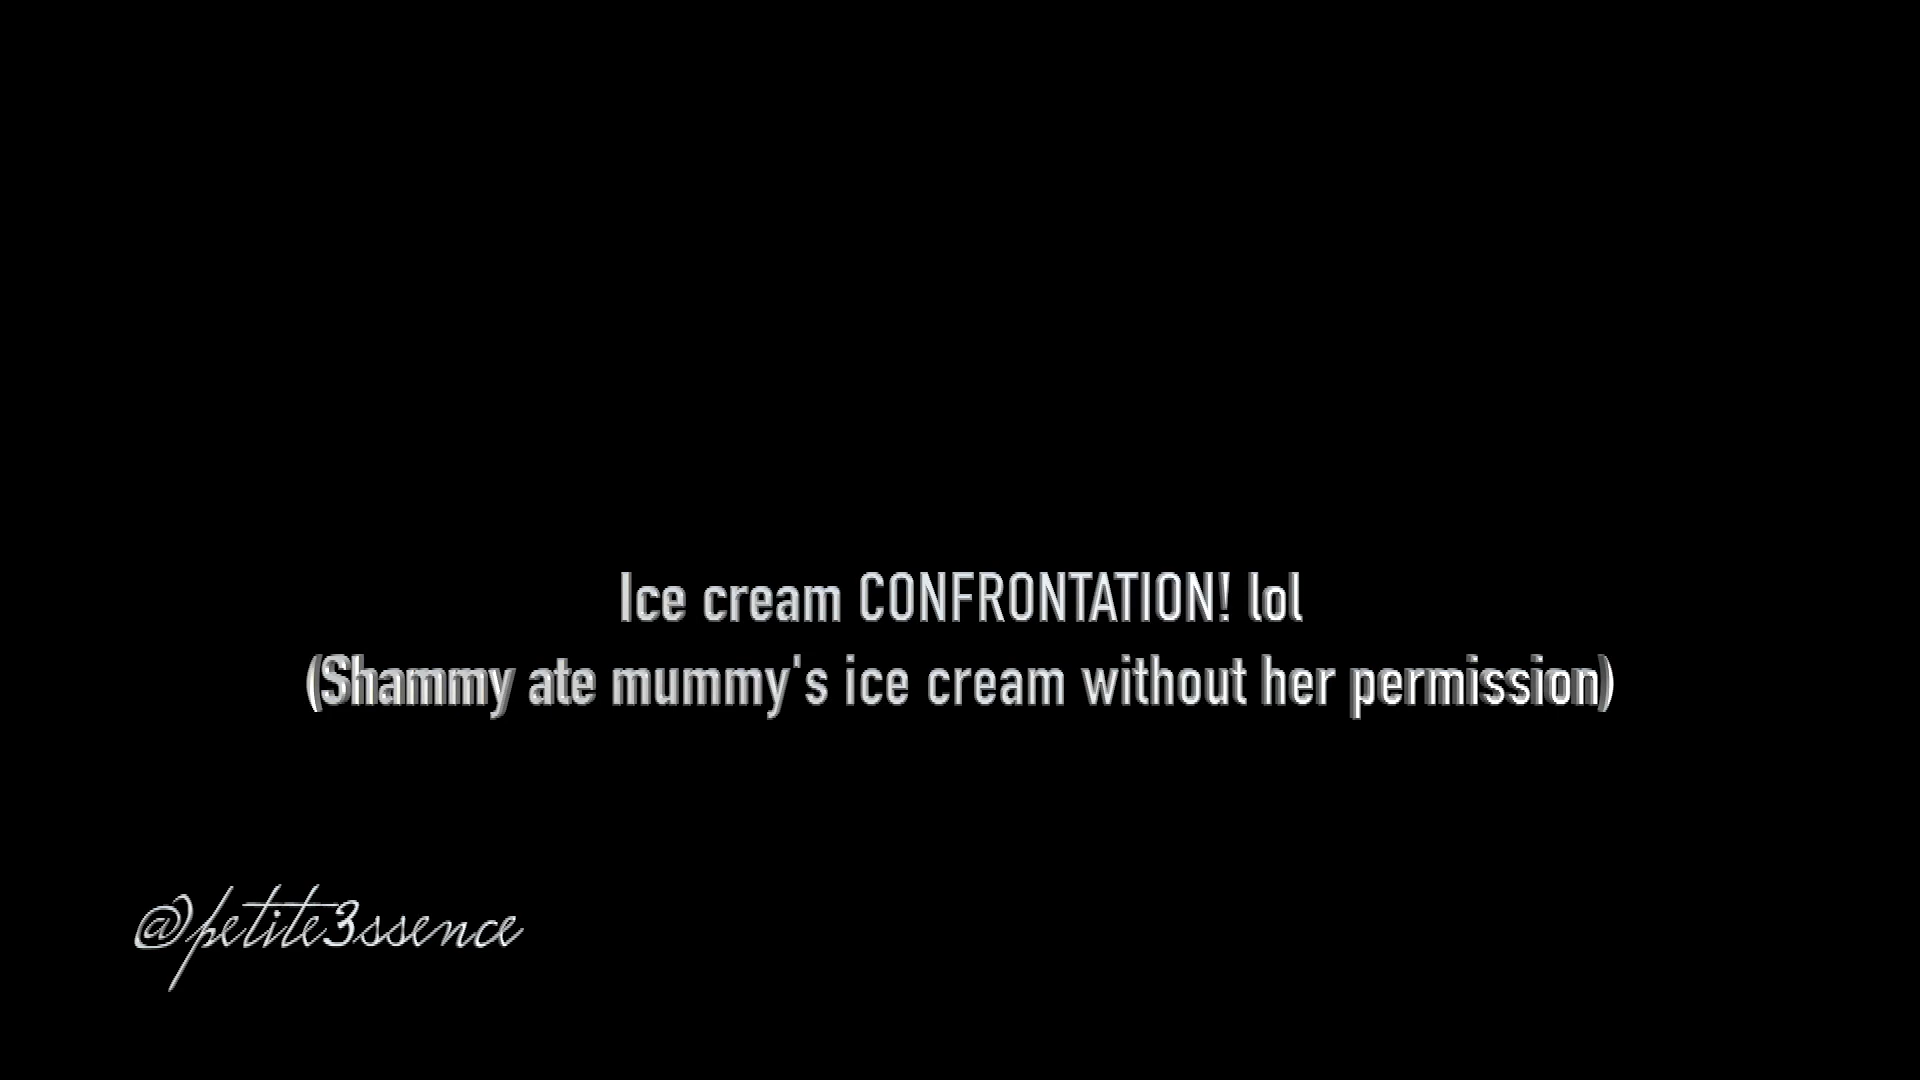 Ice cream CONFRONTATION! lol
(Shammy ate mummy's ice cream without her permission)
@petite3ssence